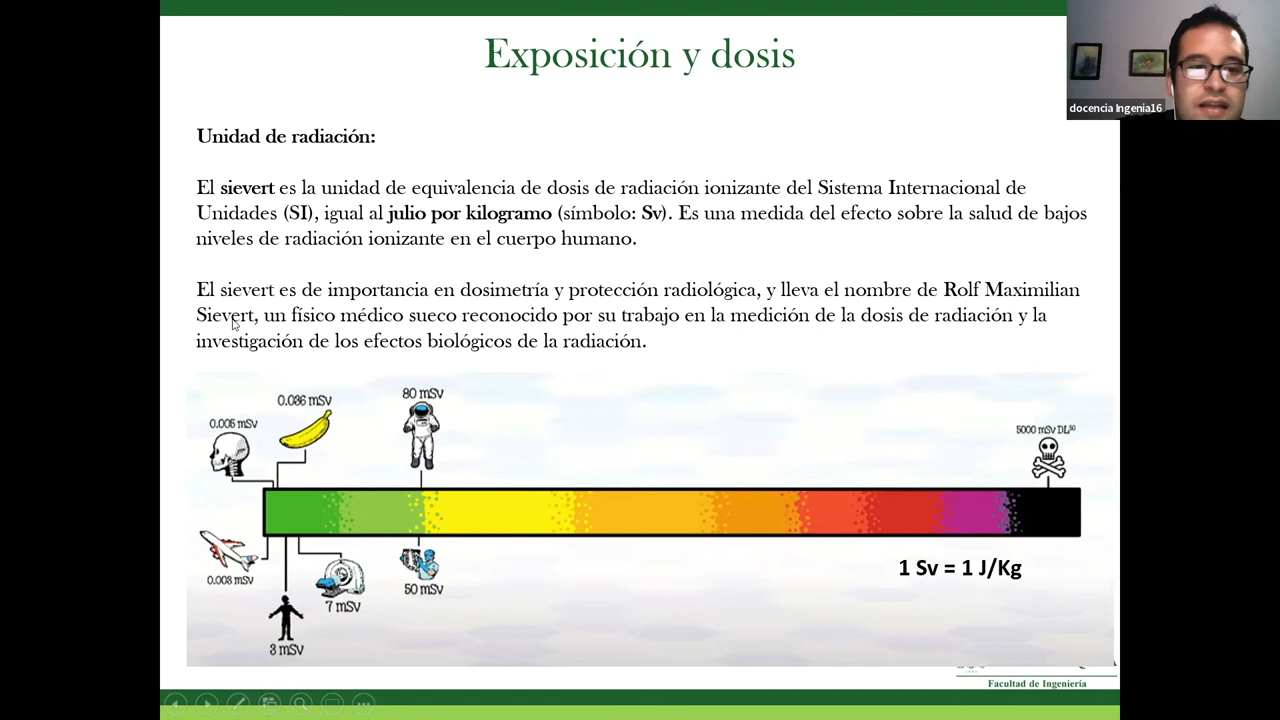 Exposición y dosis
docencia Ingenia16
Unidad de radiación:
El sievert es la unidad de equivalencia de dosis de radiación ionizante del Sistema Internacional de
Unidades (SI), igual al julio por kilogramo (símbolo: Sv). Es una medida del efecto sobre la salud de bajos
niveles de radiación ionizante en el cuerpo humano.
El sievert es de importancia en dosimetría y protección radiológica, y lleva el nombre de Rolf Maximilian
Sievert, un físico médico sueco reconocido por su trabajo en la medición de la dosis de radiación y la
investigación de los efectos biológicos de la radiación.
80 mSv
0.036 mSv
0.005 mSv
5000 mSv DL⁵⁰
0.003 mSv
7 mSv
50 mSv
3 mSv
1 Sv = 1 J/Kg
Facultad de Ingeniería